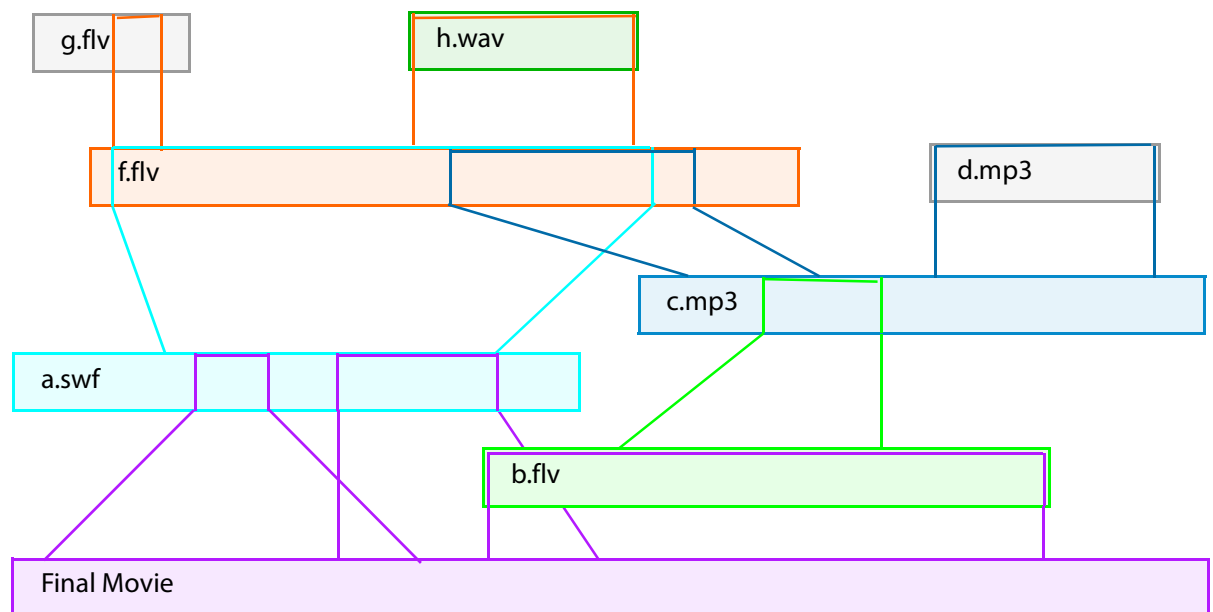 g.flv
h.wav
f.flv
d.mp3
c.mp3
a.swf
b.flv
Final Movie